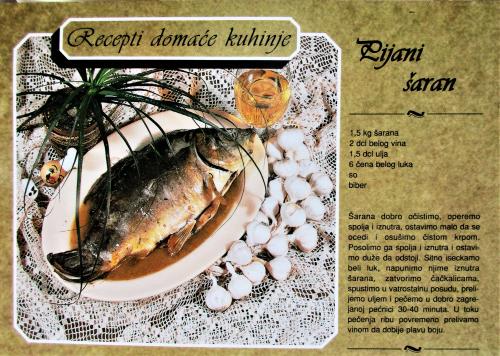 Recepti domaće kuhinje
Pijani
šaran
1,5 kg šarana
2 dcl belog vina
1,5 dcl ulja
6 čena belog luka
so
biber
Šarana dobro očistimo, operemo
spolja i iznutra, ostavimo malo da se
ocedi i osušimo čistom krpom.
Posolimo ga spolja i iznutra i ostavi-
mo duže da odstoji. Sitno iseckamo
beli luk, napunimo njime iznutra
šarana, zatvorimo čačkalicama,
spustimo u vatrostalnu posudu, preli-
jemo uljem i pečemo u dobro zagre-
janoj pećnici 30-40 minuta. U toku
pečenja ribu povremeno prelivamo
vinom da dobije plavu boju.